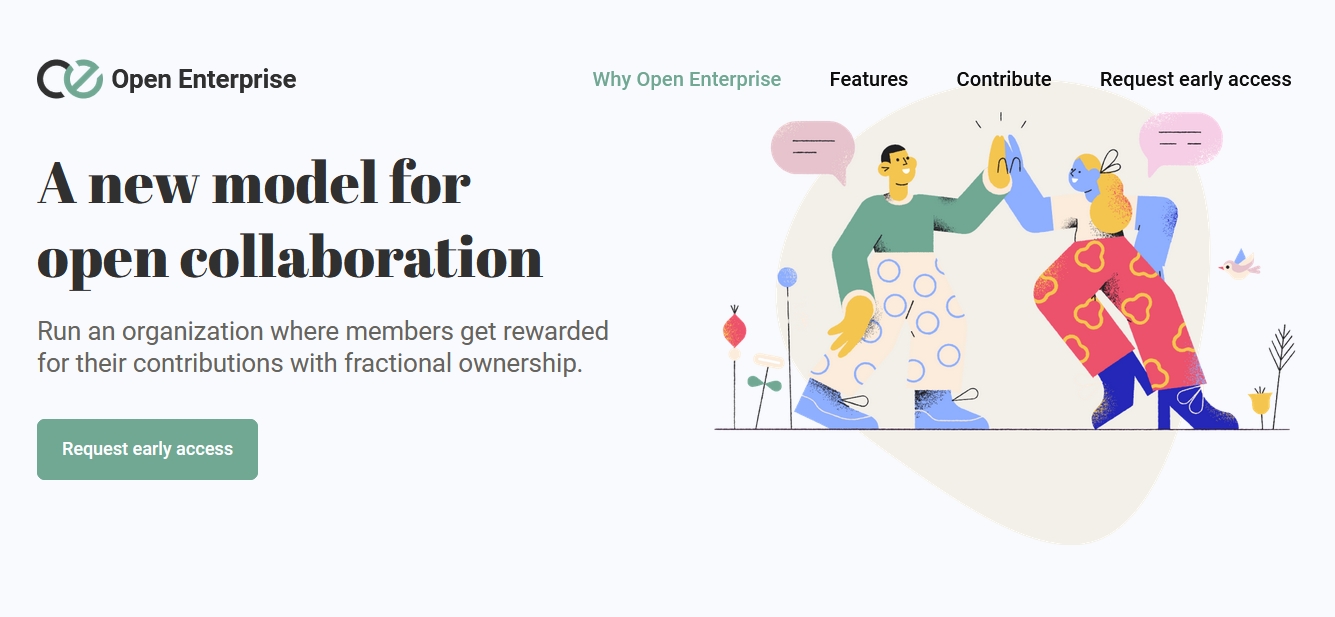 Open Enterprise
Why Open Enterprise
Features
Contribute
Request early access
A new model for
open collaboration
Run an organization where members get rewarded
for their contributions with fractional ownership.
Request early access